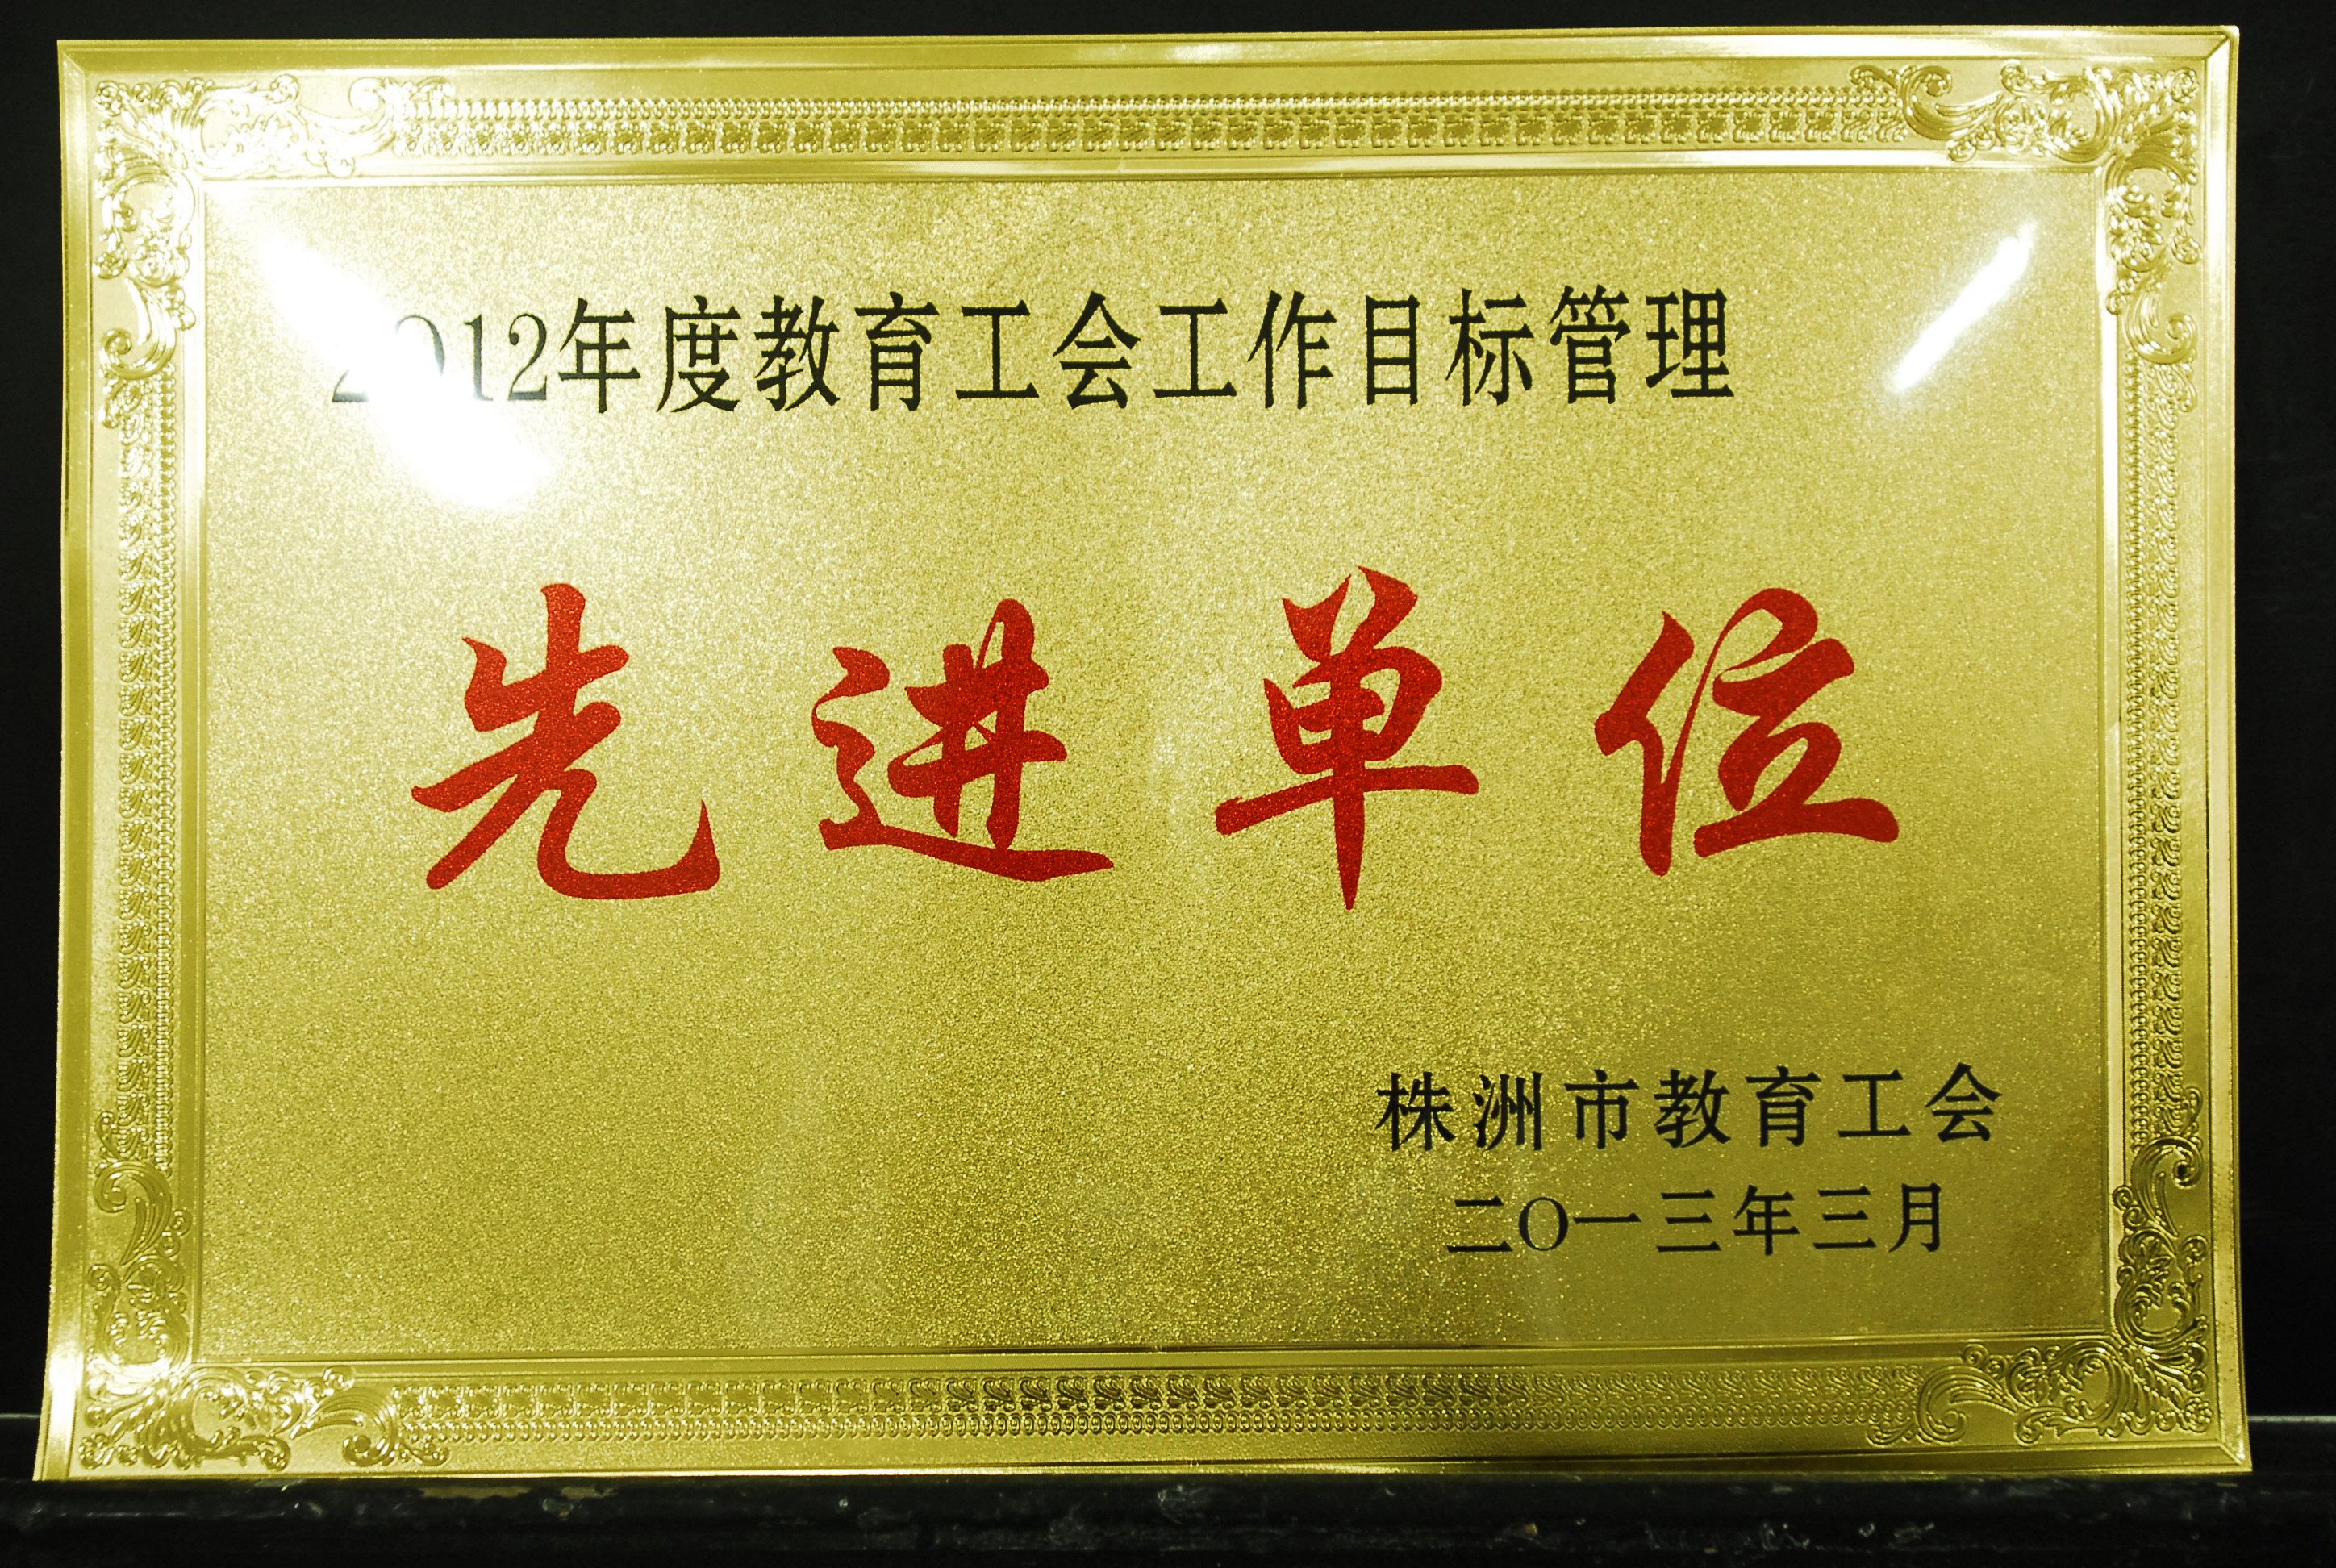 2012年度教育工会工作目标管理
先进单位
株洲市教育工会
二〇一三年三月